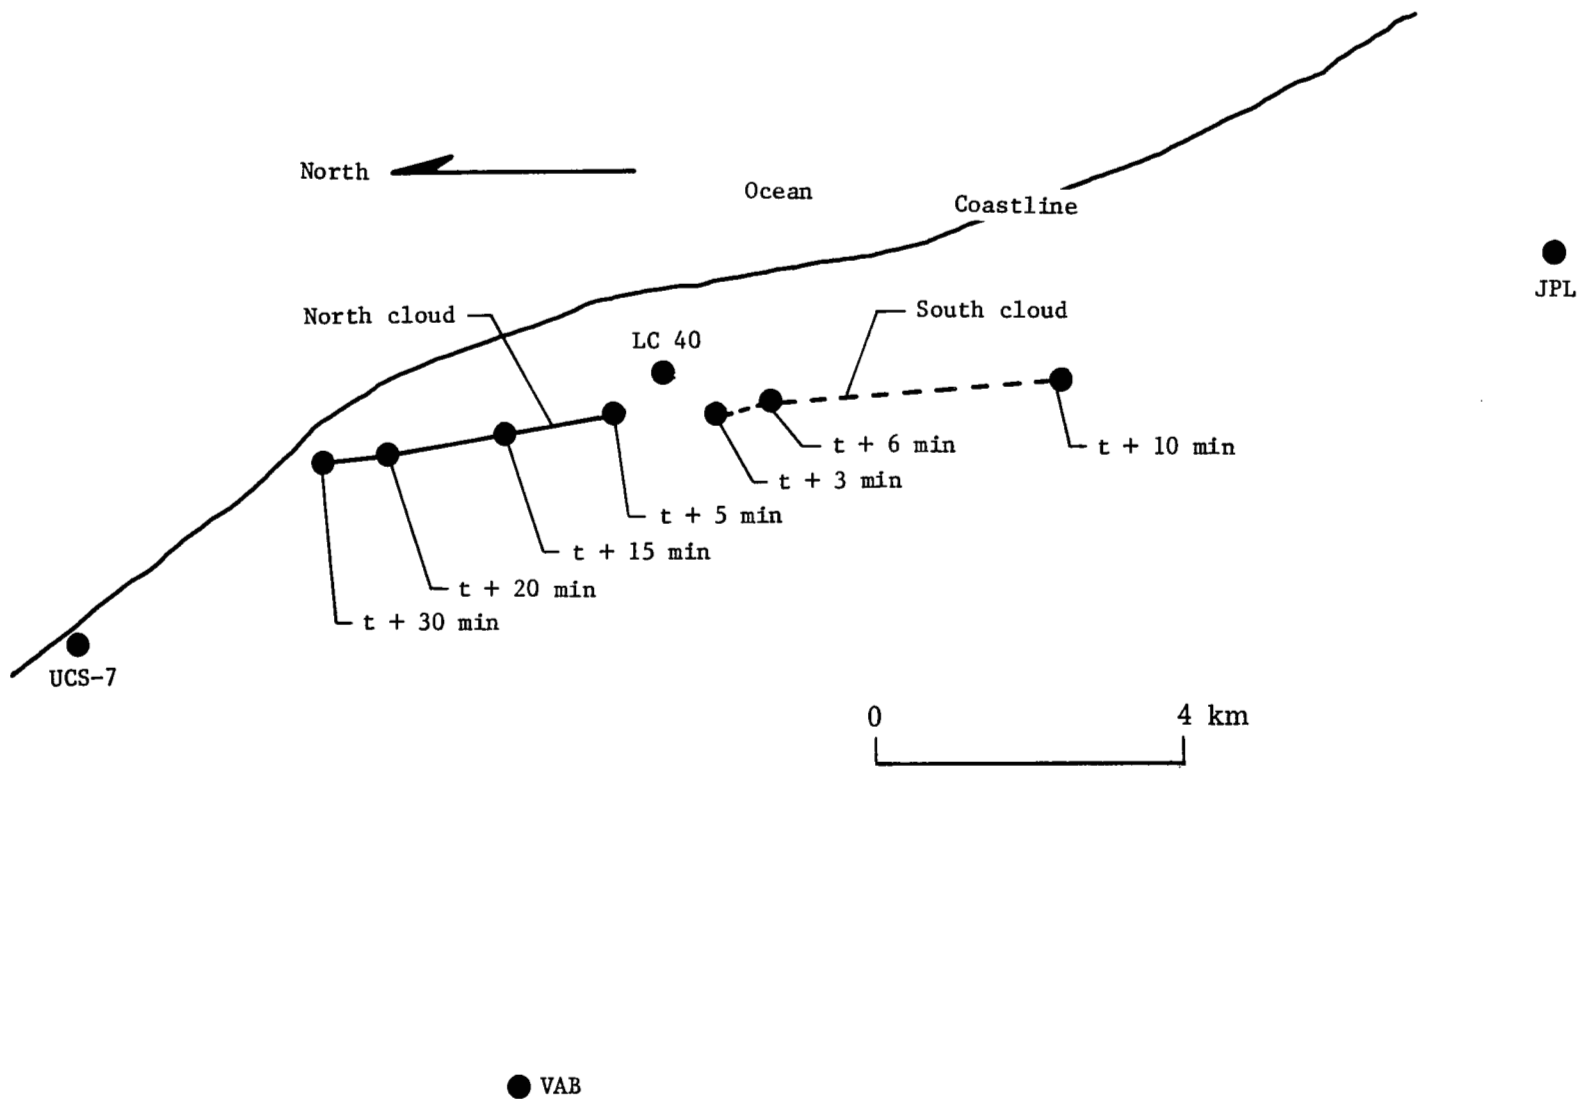 North
Ocean
Coastline
JPL
North cloud
South cloud
LC 40
t + 6 min
t + 10 min
t + 3 min
t + 5 min
t + 15 min
t + 20 min
t + 30 min
UCS-7
0
4 km
VAB